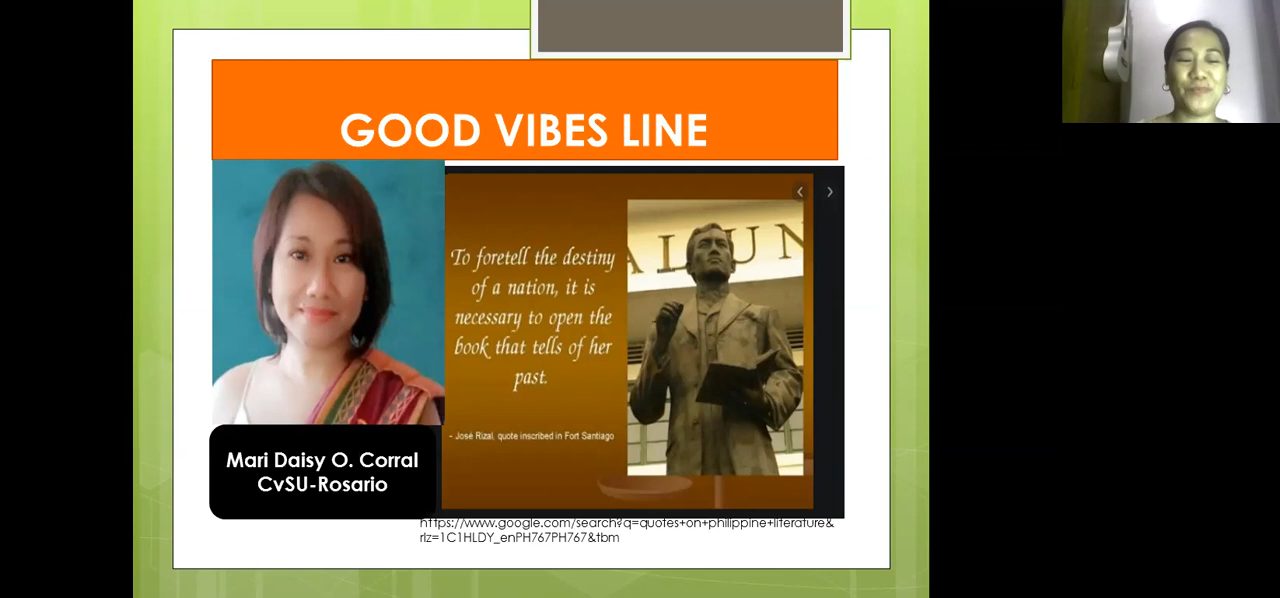 GOOD VIBES LINE
To foretell the destiny
of a nation, it is
necessary to open the
book that tells of her
past.
- José Rizal, quote inscribed in Fort Santiago
ALUN
Mari Daisy O. Corral
CvSU-Rosario
https://www.google.com/search?q=quotes+on+philippine+literature&
rlz=1C1HLDY_enPH767PH767&tbm